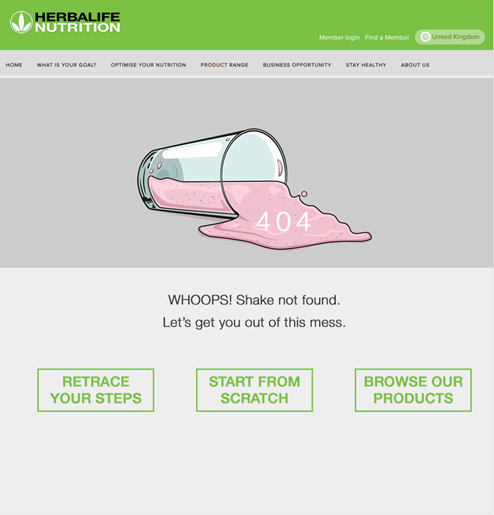 HERBALIFE
NUTRITION
Member login Find a Member United Kingdom
HOME WHAT IS YOUR GOAL? OPTIMISE YOUR NUTRITION PRODUCT RANGE BUSINESS OPPORTUNITY STAY HEALTHY ABOUT US
404
WHOOPS! Shake not found.
Let's get you out of this mess.
RETRACE
YOUR STEPS
START FROM
SCRATCH
BROWSE OUR
PRODUCTS